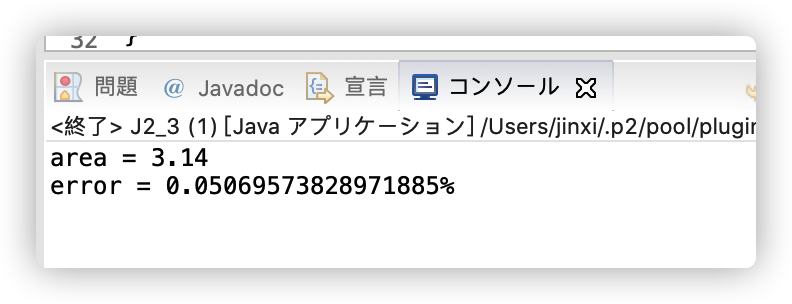 32 }
問題 @ Javadoc 宣言 コンソール
<終了> J2_3 (1) [Java アプリケーション] /Users/jinxi/.p2/pool/plugin
area = 3.14
error = 0.05069573828971885%